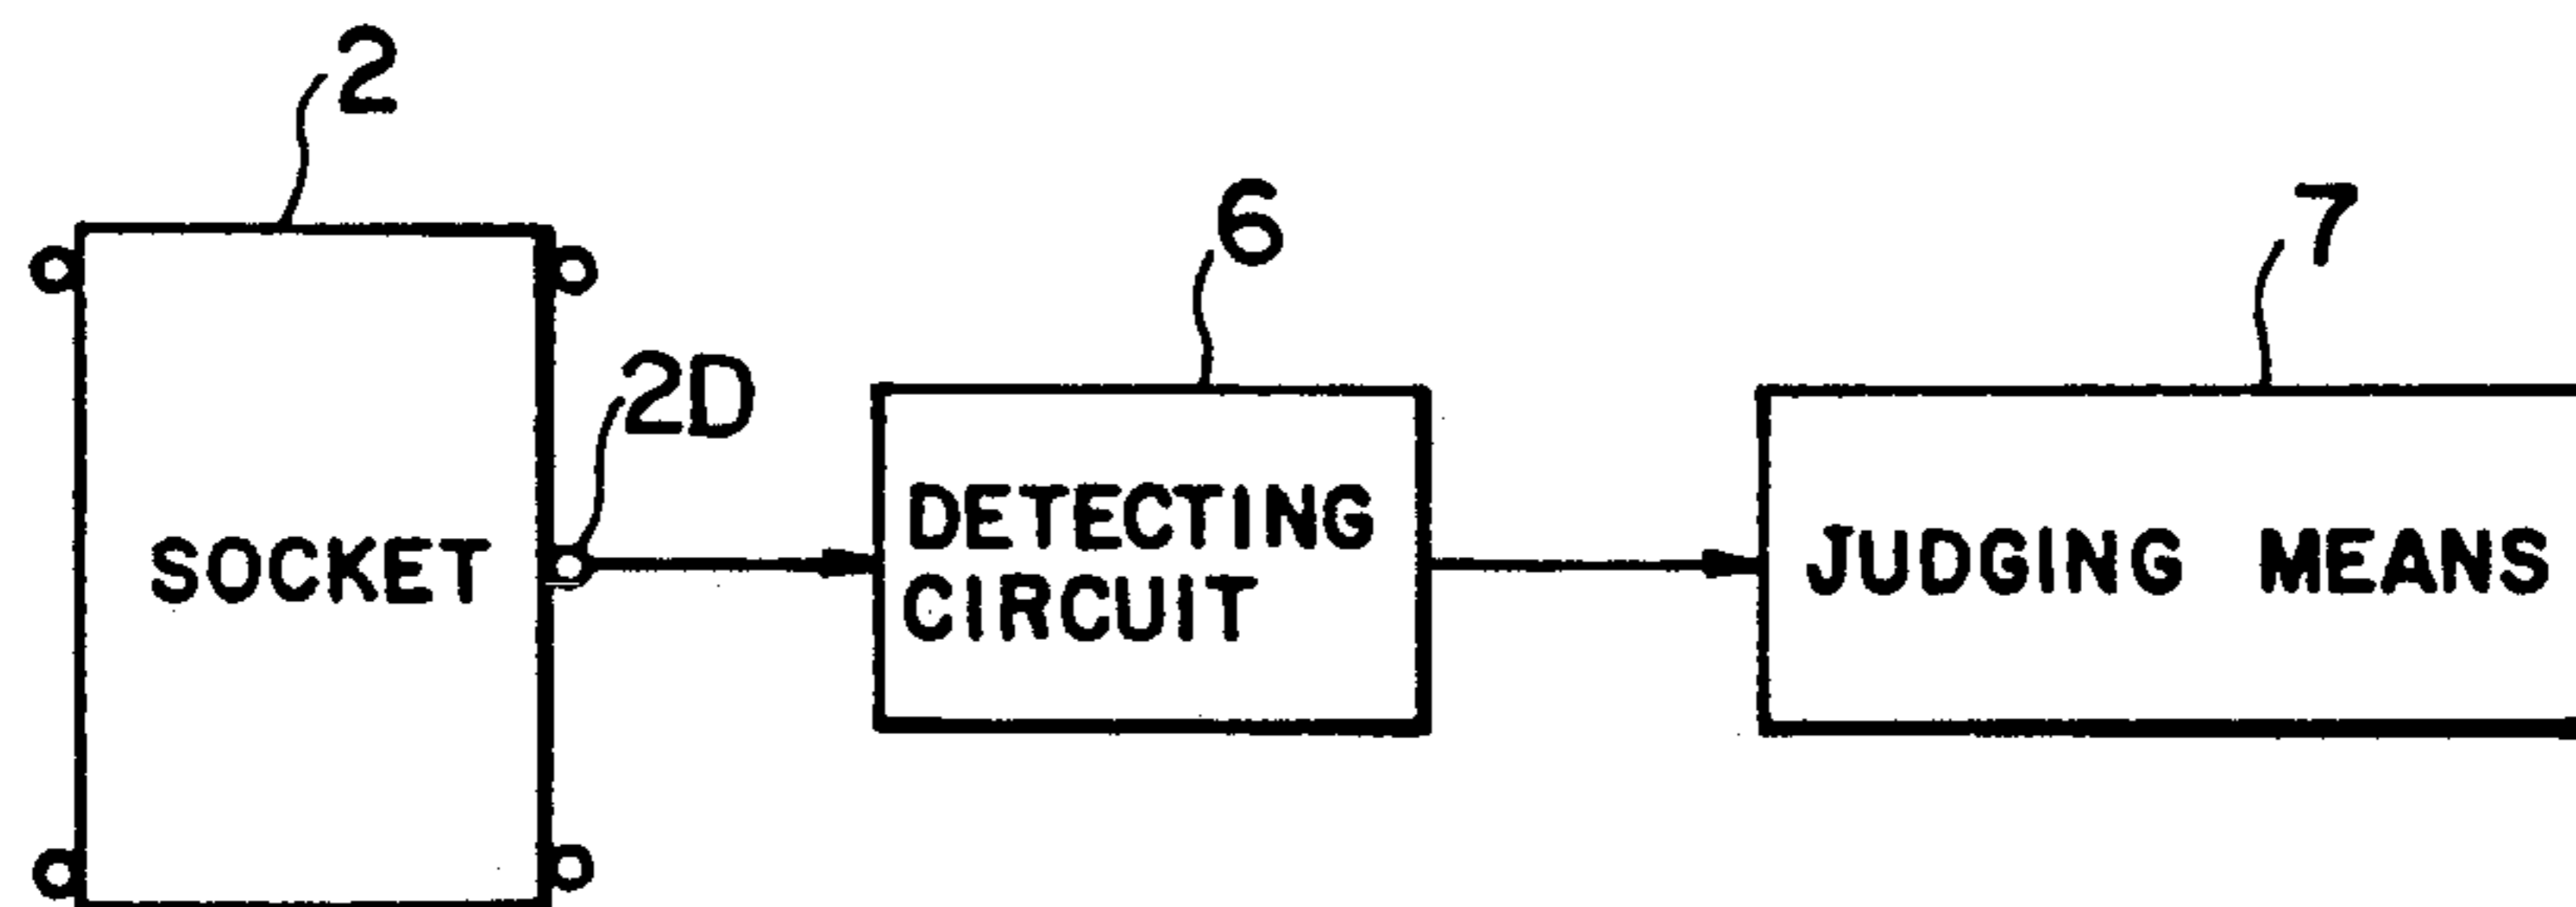 2
6
7
2D
SOCKET
DETECTING
CIRCUIT
JUDGING MEANS